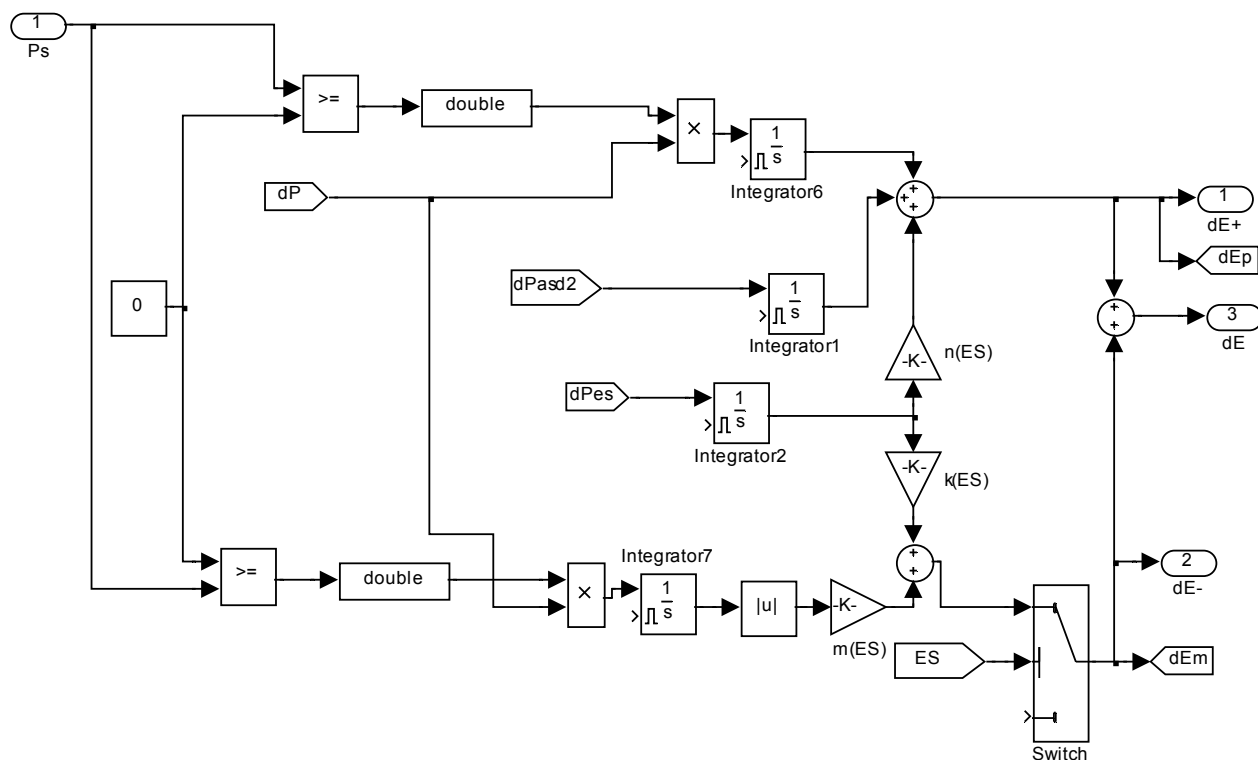 1
Ps
>=
double
×
1
s
Integrator6
+
+
+
1
dE+
dP
dEp
0
dPasd2
1
s
Integrator1
+
+
3
dE
-K-
n(ES)
dPes
1
s
Integrator2
-K-
k(ES)
>=
double
×
Integrator7
1
s
|u|
-K-
m(ES)
+
+
2
dE-
ES
dEm
Switch